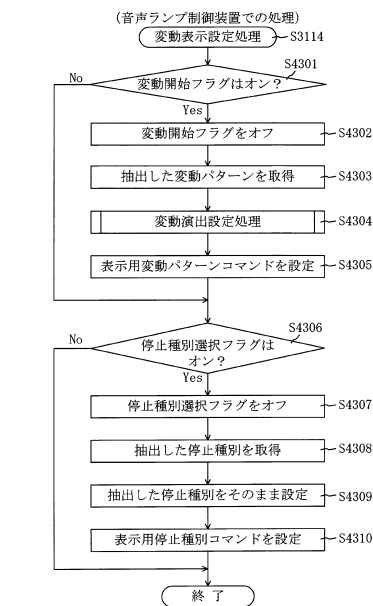 (音声ランプ制御装置での処理)
変動表示設定処理
S3114
S4301
変動開始フラグはオン?
No
Yes
変動開始フラグをオフ
S4302
抽出した変動パターンを取得
S4303
変動演出設定処理
S4304
表示用変動パターンコマンドを設定
S4305
S4306
停止種別選択フラグは
オン?
No
Yes
停止種別選択フラグをオフ
S4307
抽出した停止種別を取得
S4308
抽出した停止種別をそのまま設定
S4309
表示用停止種別コマンドを設定
S4310
終了